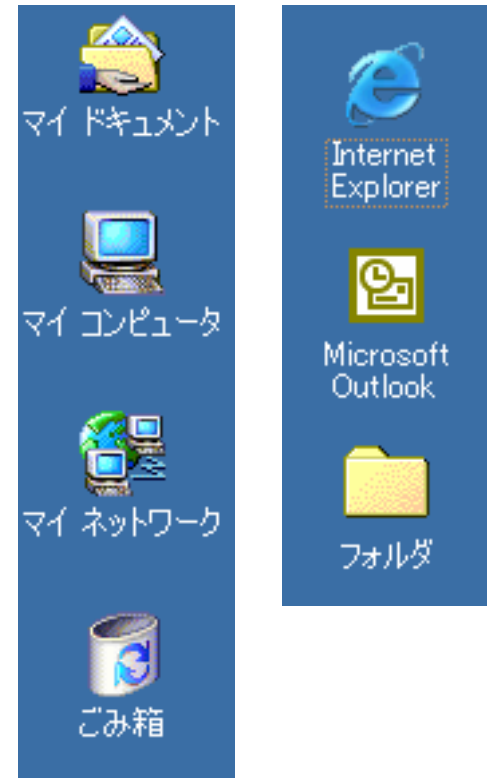 マイ ドキュメント
マイ コンピュータ
マイ ネットワーク
ごみ箱
Internet
Explorer
Microsoft
Outlook
フォルダ